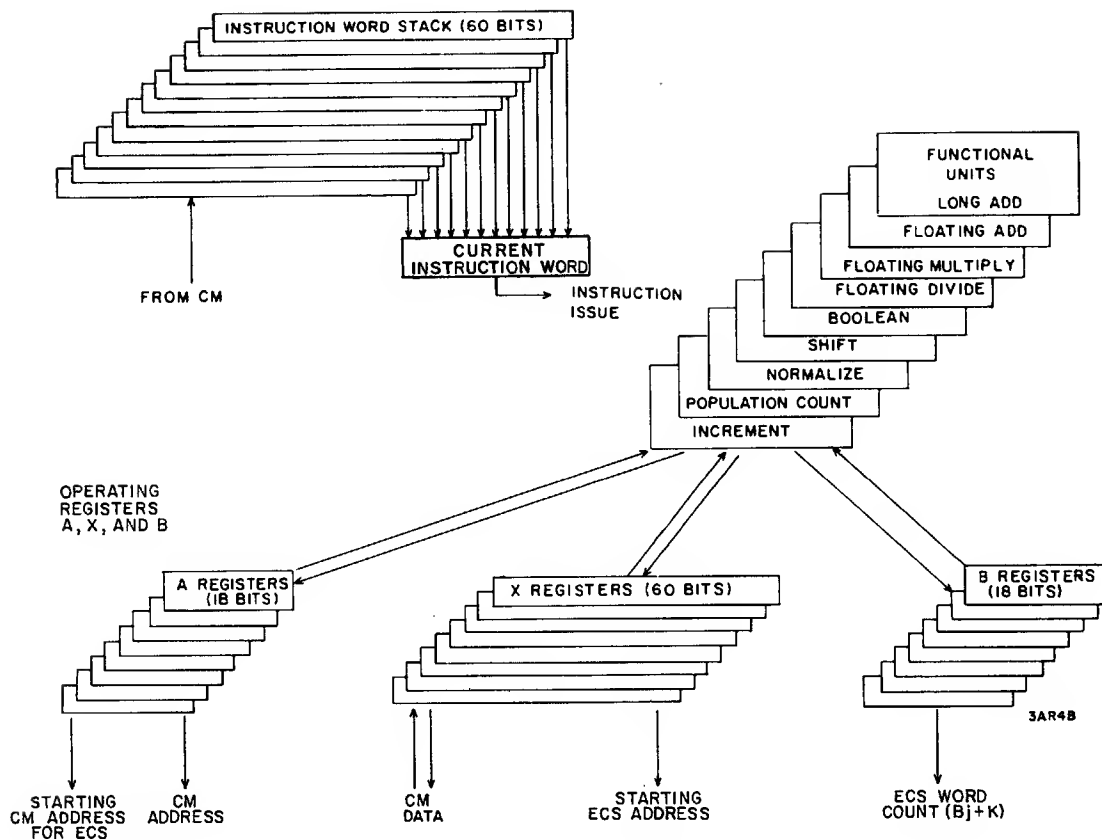 INSTRUCTION WORD STACK (60 BITS)
FUNCTIONAL
UNITS
LONG ADD
FLOATING ADD
CURRENT
INSTRUCTION WORD
FLOATING MULTIPLY
FROM CM
INSTRUCTION
ISSUE
FLOATING DIVIDE
BOOLEAN
SHIFT
NORMALIZE
POPULATION COUNT
INCREMENT
OPERATING
REGISTERS
A, X, AND B
A REGISTERS
(18 BITS)
X REGISTERS (60 BITS)
B REGISTERS
(18 BITS)
3AR4B
STARTING
CM ADDRESS
FOR ECS
CM
ADDRESS
CM
DATA
STARTING
ECS ADDRESS
ECS WORD
COUNT (Bj+K)